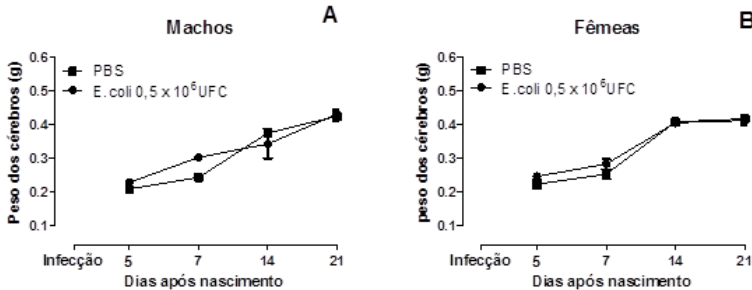 Machos
A
PBS
E.coli 0,5 x 10⁶UFC
Peso dos cérebros (g)
0.6
0.5
0.4
0.3
0.2
0.1
Infecção 5 7 14 21
Dias após nascimento
Fêmeas
B
PBS
E.coli 0,5 x 10⁶UFC
peso dos cérebros (g)
0.6
0.5
0.4
0.3
0.2
0.1
Infecção 5 7 14 21
Dias após nascimento